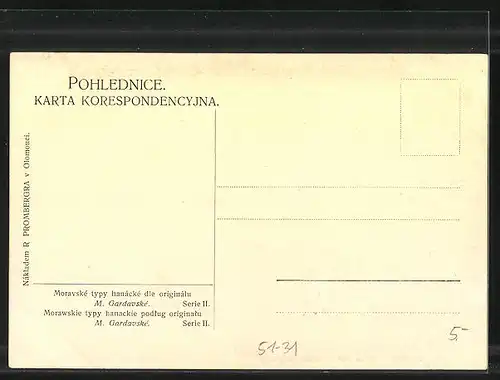 POHLEDNICE.
KARTA KORESPONDENCYJNA.
Nákladem R PROMBERGRA v Olomouci.
Moravské typy hanácké dle originálu
M. Gardavské. Serie II.
Morawskie typy hanackie podług originału
M. Gardavské. Serie II.
51-31
5.-